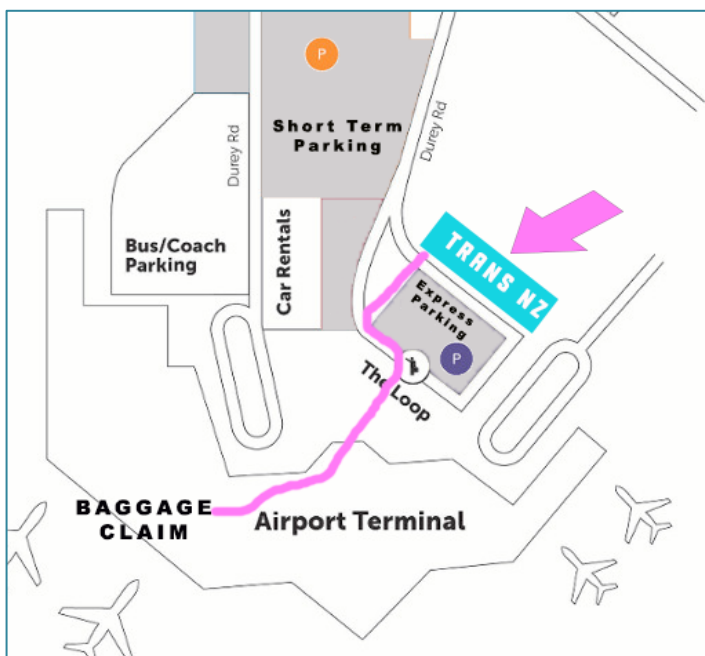 P
Short Term
Parking
Durey Rd
Durey Rd
Bus/Coach
Parking
Car Rentals
TRANS NZ
Express
Parking
P
The Loop
BAGGAGE
CLAIM
Airport Terminal